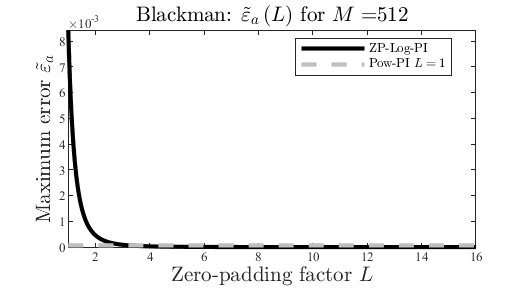 Blackman: ε̃ₐ (L) for M =512
×10⁻³
ZP-Log-PI
Pow-PI L = 1
Maximum error ε̃ₐ
8
7
6
5
4
3
2
1
0
2 4 6 8 10 12 14 16
Zero-padding factor L